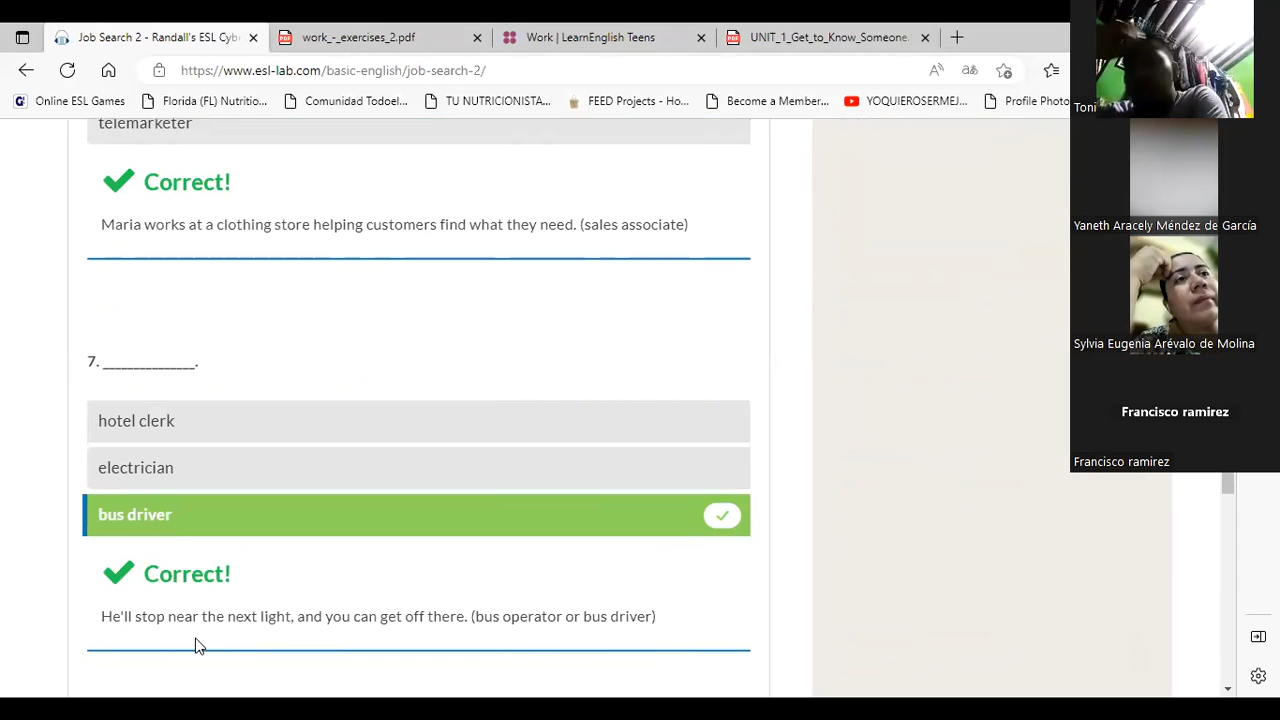 Job Search 2 - Randall's ESL Cyb
work_-_exercises_2.pdf
Work | LearnEnglish Teens
UNIT_1_Get_to_Know_Someone.
https://www.esl-lab.com/basic-english/job-search-2/
Online ESL Games
Florida (FL) Nutritio...
Comunidad Todoel...
TU NUTRICIONISTA...
FEED Projects - Ho...
Become a Member...
YOQUIEROSERMEJ...
Profile Photo
Toni
telemarketer
Correct!
Maria works at a clothing store helping customers find what they need. (sales associate)
Yaneth Aracely Méndez de García
Sylvia Eugenia Arévalo de Molina
7. ______________.
hotel clerk
Francisco ramirez
Francisco ramirez
electrician
bus driver
Correct!
He'll stop near the next light, and you can get off there. (bus operator or bus driver)